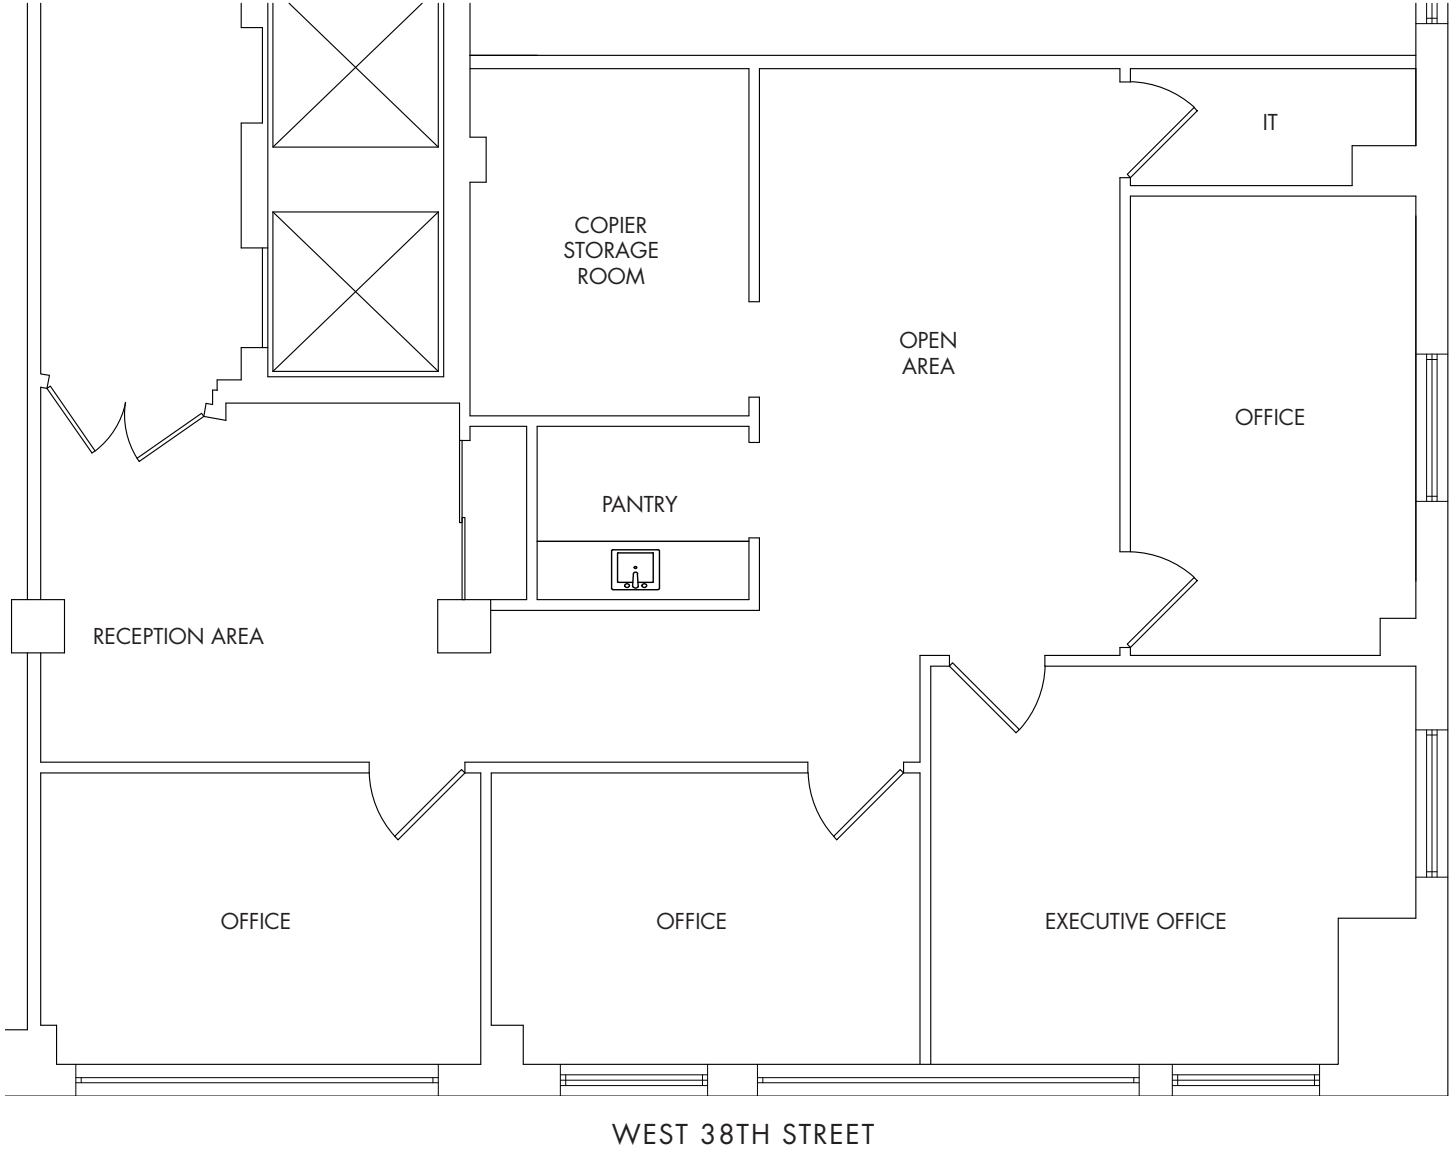 IT
COPIER
STORAGE
ROOM
OPEN
AREA
OFFICE
PANTRY
RECEPTION AREA
OFFICE
OFFICE
EXECUTIVE OFFICE
WEST 38TH STREET